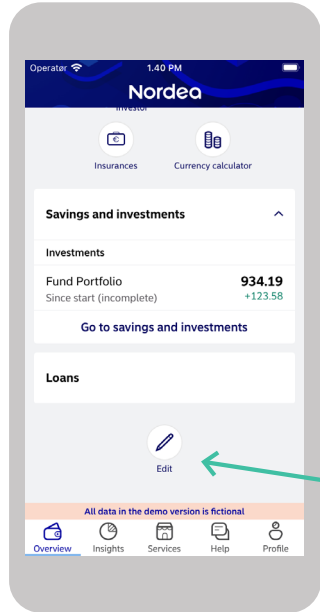 Operatør 1.40 PM
Nordea
Investor
Insurances Currency calculator
Savings and investments
Investments
Fund Portfolio 934.19
Since start (incomplete) +123.58
Go to savings and investments
Loans
Edit
All data in the demo version is fictional
Overview Insights Services Help Profile